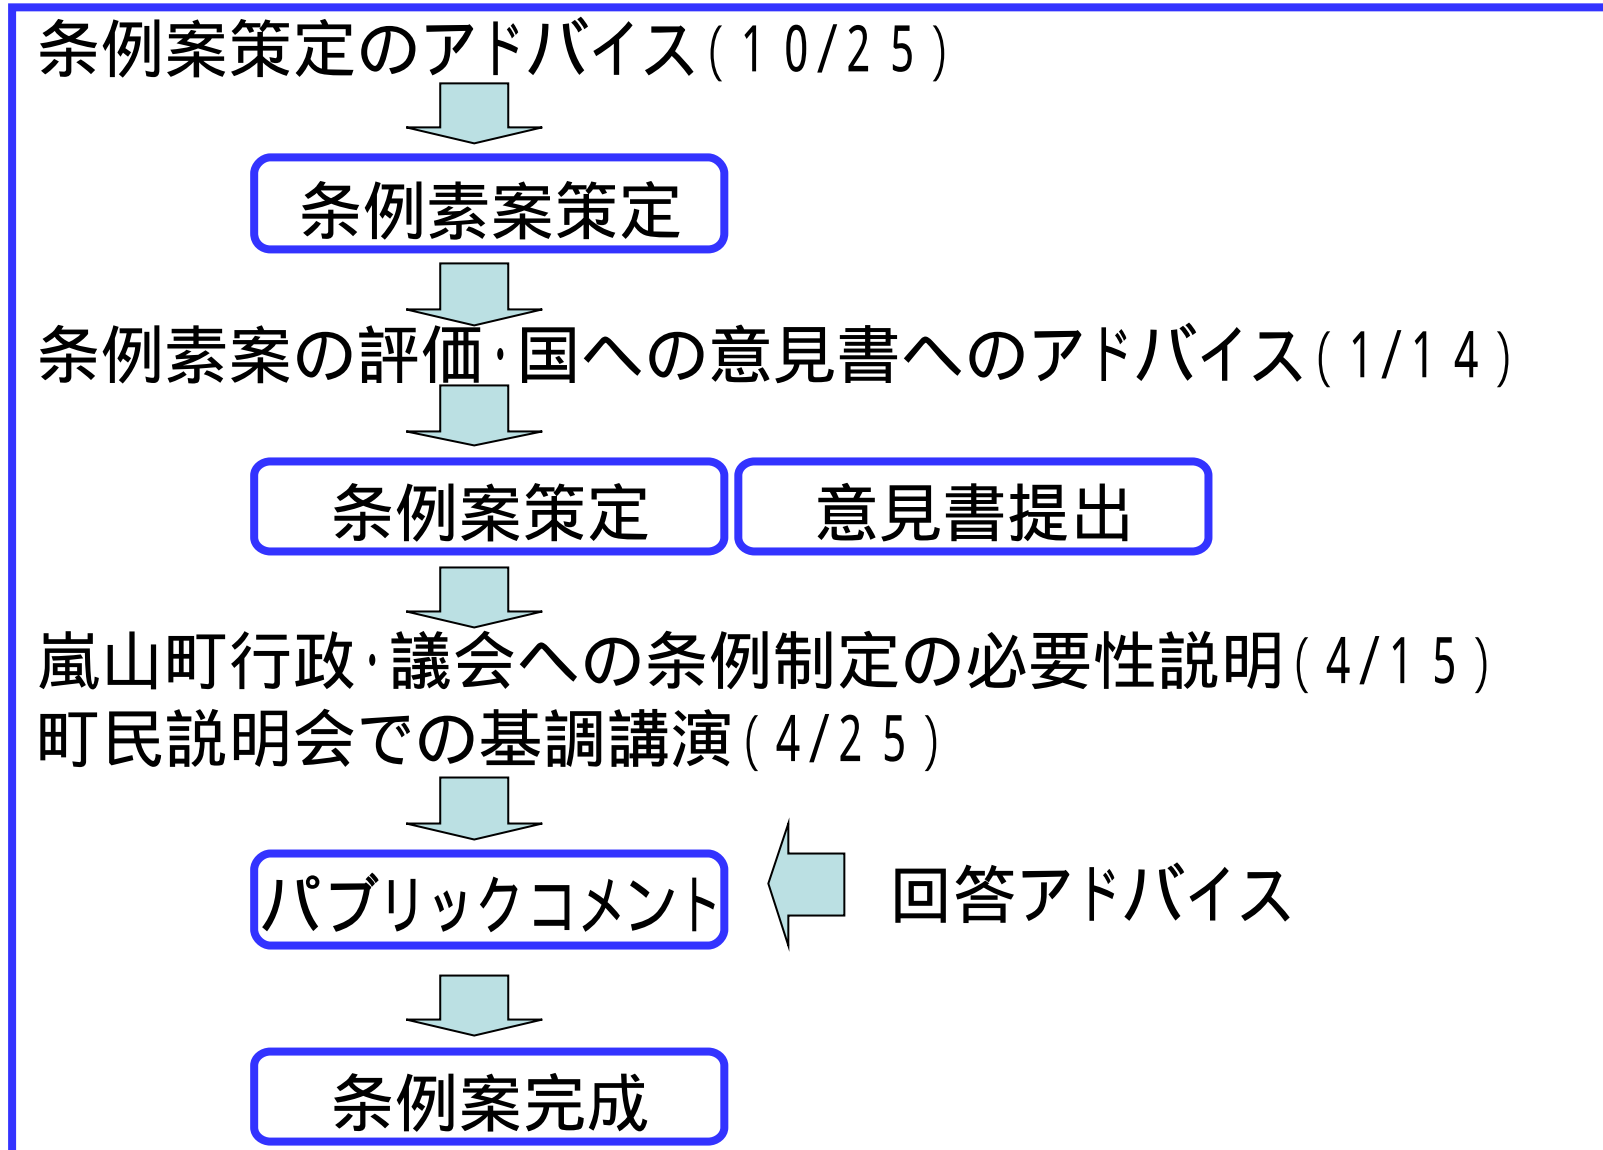 条例案策定のアドバイス(10/25)
条例素案策定
条例素案の評価・国への意見書へのアドバイス(1/14)
条例案策定
意見書提出
嵐山町行政・議会への条例制定の必要性説明(4/15)
町民説明会での基調講演(4/25)
パブリックコメント
回答アドバイス
条例案完成